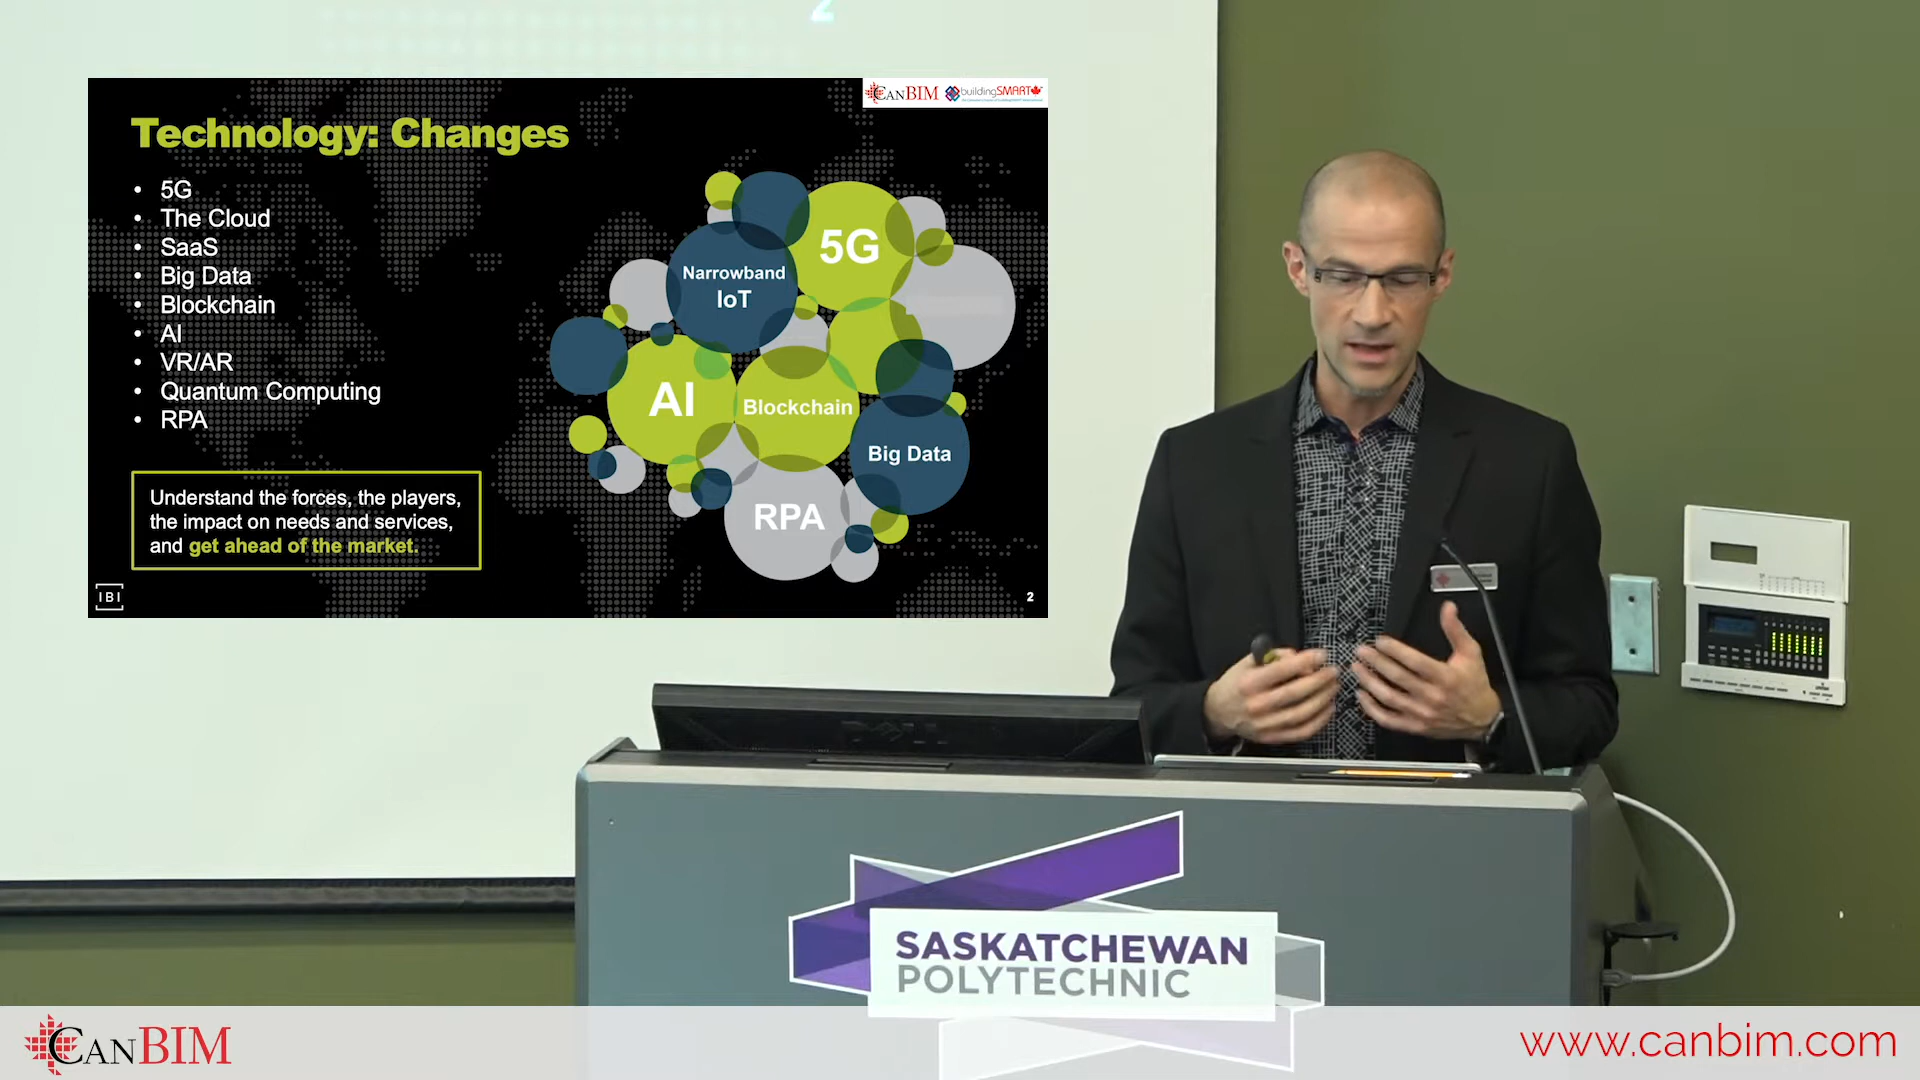 2
CANBIM buildingSMART
Technology: Changes
• 5G
• The Cloud
• SaaS
• Big Data
• Blockchain
• AI
• VR/AR
• Quantum Computing
• RPA
Understand the forces, the players,
the impact on needs and services,
and get ahead of the market.
5G
Narrowband
IoT
AI
Blockchain
Big Data
RPA
IBI
2
SASKATCHEWAN
POLYTECHNIC
CANBIM
www.canbim.com